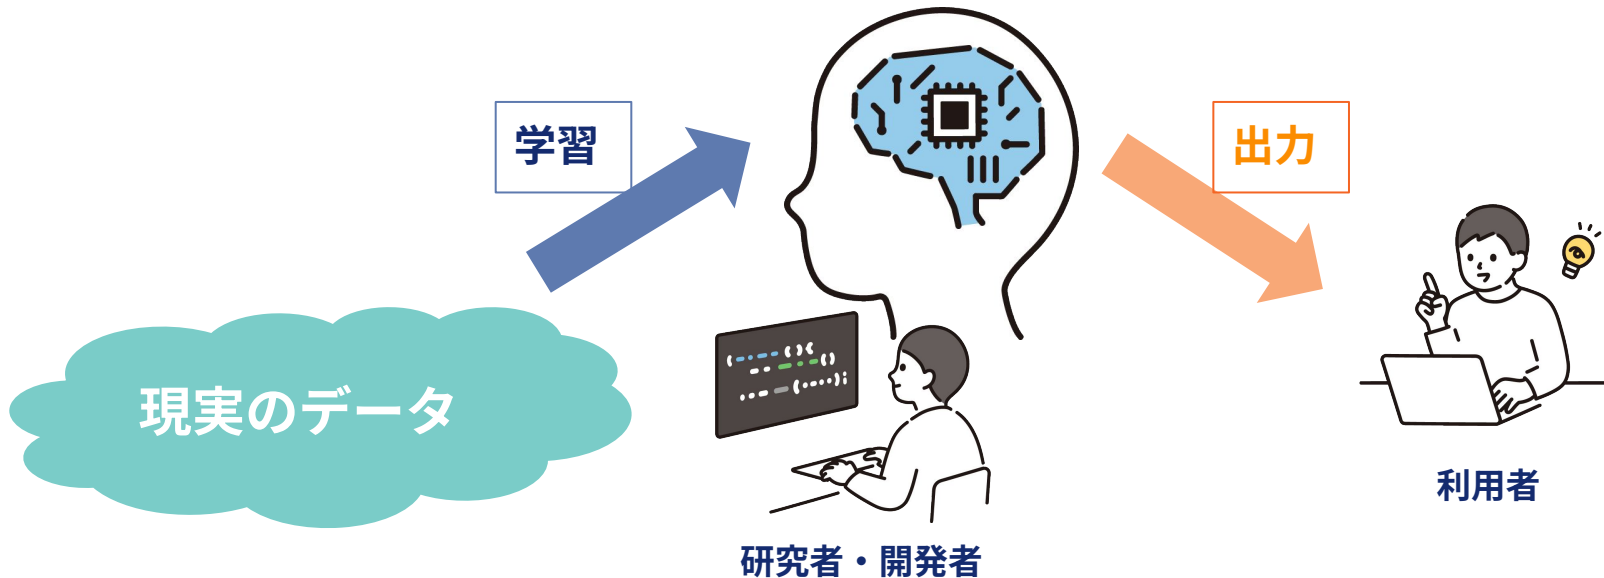 学習
出力
現実のデータ
利用者
研究者・開発者